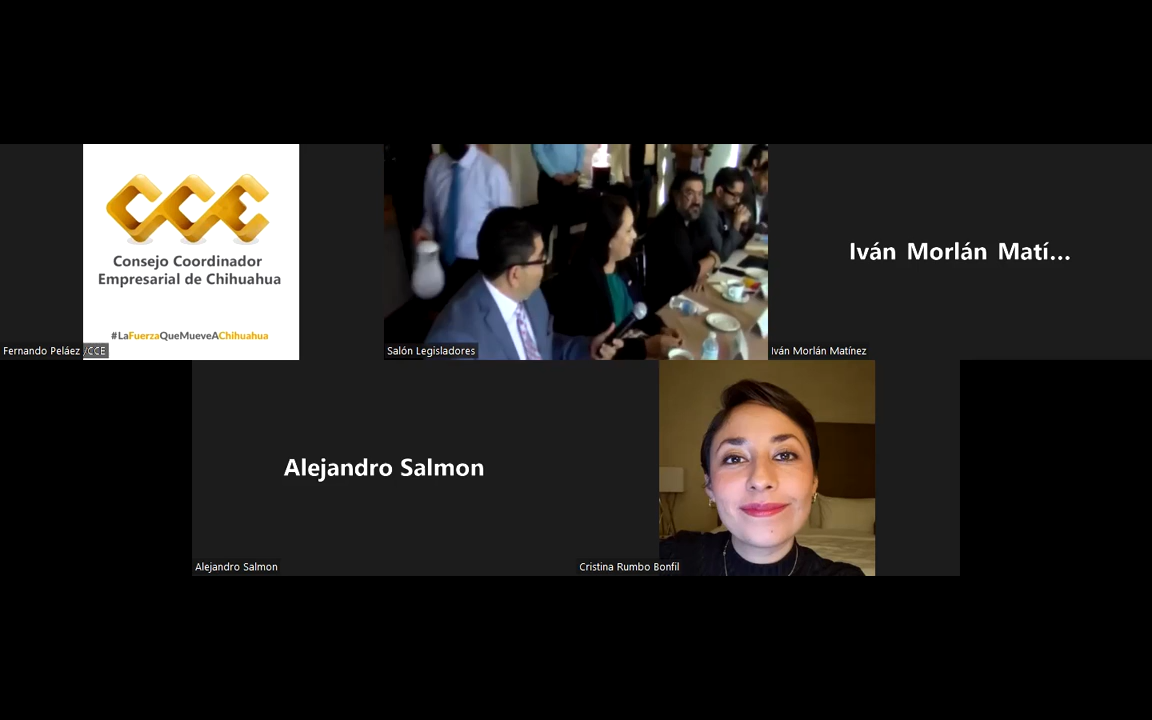 CCE
Consejo Coordinador
Empresarial de Chihuahua
#LaFuerzaQueMueveAChihuahua
Fernando Peláez /CCE
Salón Legisladores
Iván Morlán Matí...
Iván Morlán Matínez
Alejandro Salmon
Alejandro Salmon
Cristina Rumbo Bonfil